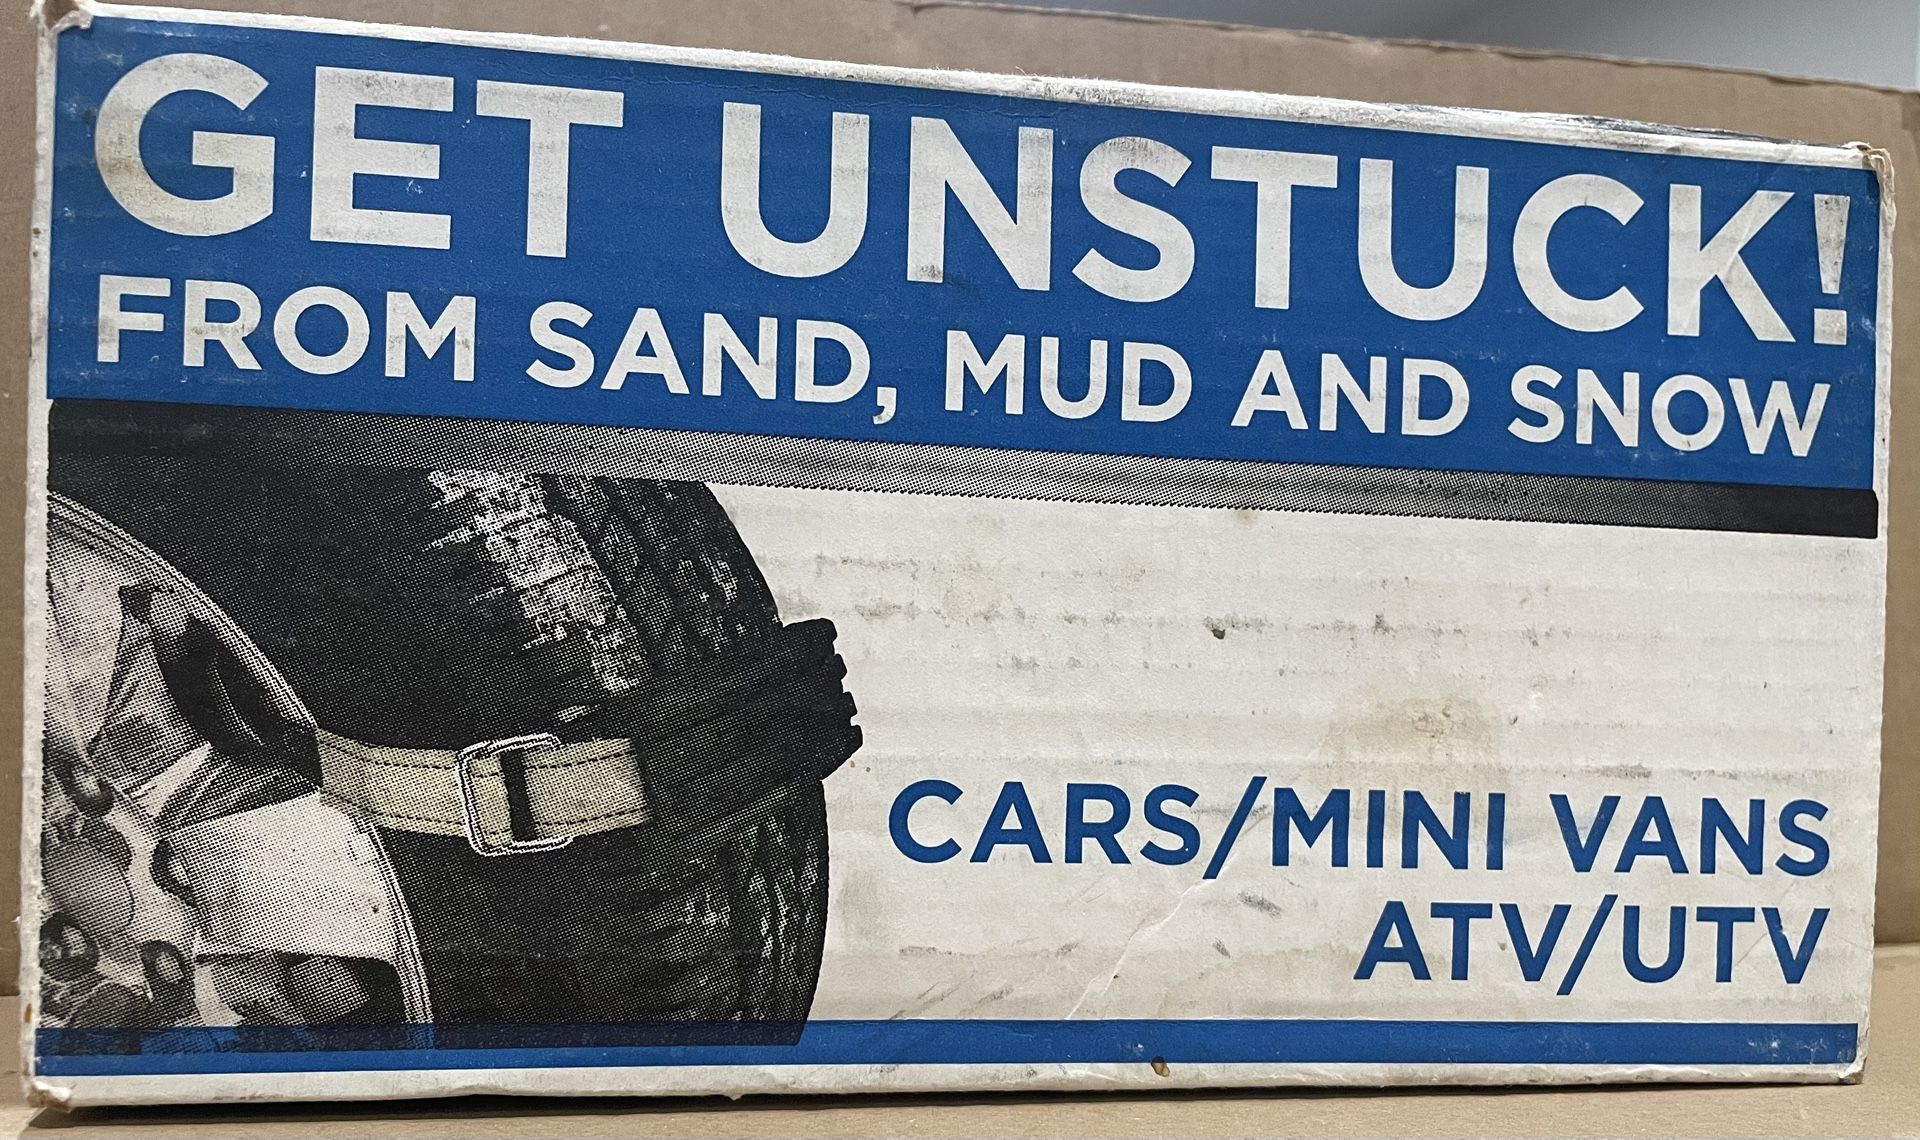 GET UNSTUCK!
FROM SAND, MUD AND SNOW
CARS/MINI VANS
ATV/UTV